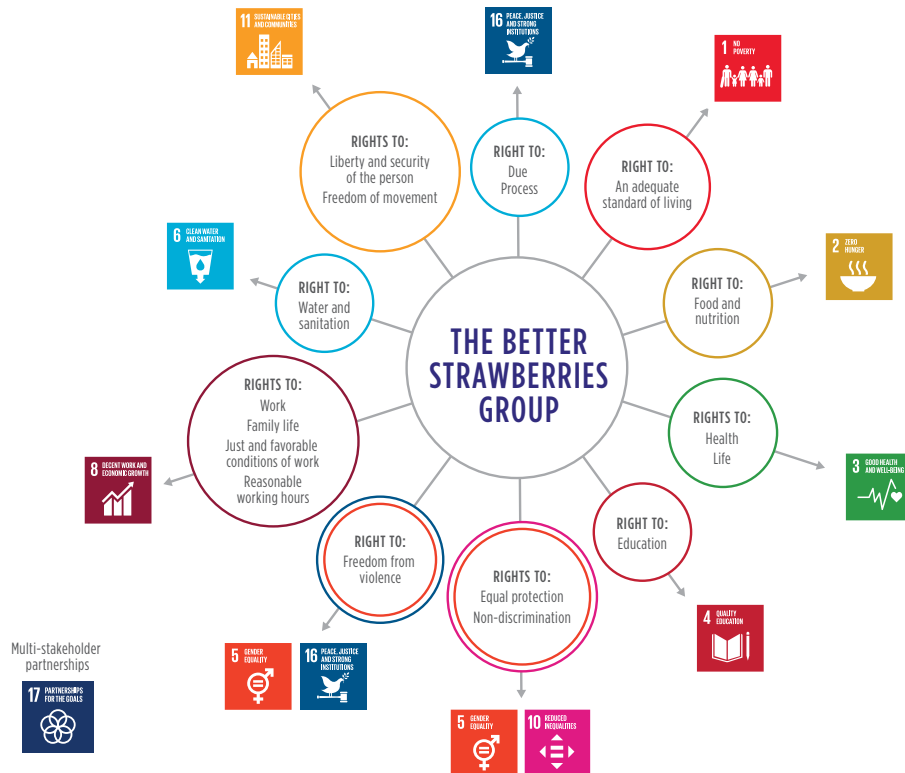 11 SUSTAINABLE CITIES
AND COMMUNITIES
16 PEACE, JUSTICE
AND STRONG
INSTITUTIONS
1 NO
POVERTY
RIGHTS TO:
Liberty and security
of the person
Freedom of movement
RIGHT TO:
Due
Process
RIGHT TO:
An adequate
standard of living
6 CLEAN WATER
AND SANITATION
RIGHT TO:
Water and
sanitation
THE BETTER
STRAWBERRIES
GROUP
RIGHT TO:
Food and
nutrition
2 ZERO
HUNGER
RIGHTS TO:
Work
Family life
Just and favorable
conditions of work
Reasonable
working hours
8 DECENT WORK AND
ECONOMIC GROWTH
RIGHTS TO:
Health
Life
3 GOOD HEALTH
AND WELL-BEING
RIGHT TO:
Freedom from
violence
RIGHTS TO:
Equal protection
Non-discrimination
RIGHT TO:
Education
4 QUALITY
EDUCATION
5 GENDER
EQUALITY
16 PEACE, JUSTICE
AND STRONG
INSTITUTIONS
Multi-stakeholder
partnerships
17 PARTNERSHIPS
FOR THE GOALS
5 GENDER
EQUALITY
10 REDUCED
INEQUALITIES